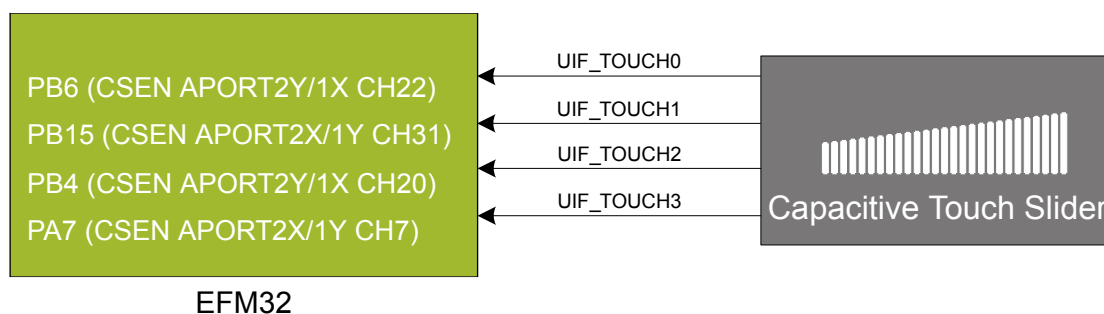 PB6 (CSEN APORT2Y/1X CH22)
PB15 (CSEN APORT2X/1Y CH31)
PB4 (CSEN APORT2Y/1X CH20)
PA7 (CSEN APORT2X/1Y CH7)
EFM32
UIF_TOUCH0
UIF_TOUCH1
UIF_TOUCH2
UIF_TOUCH3
Capacitive Touch Slider